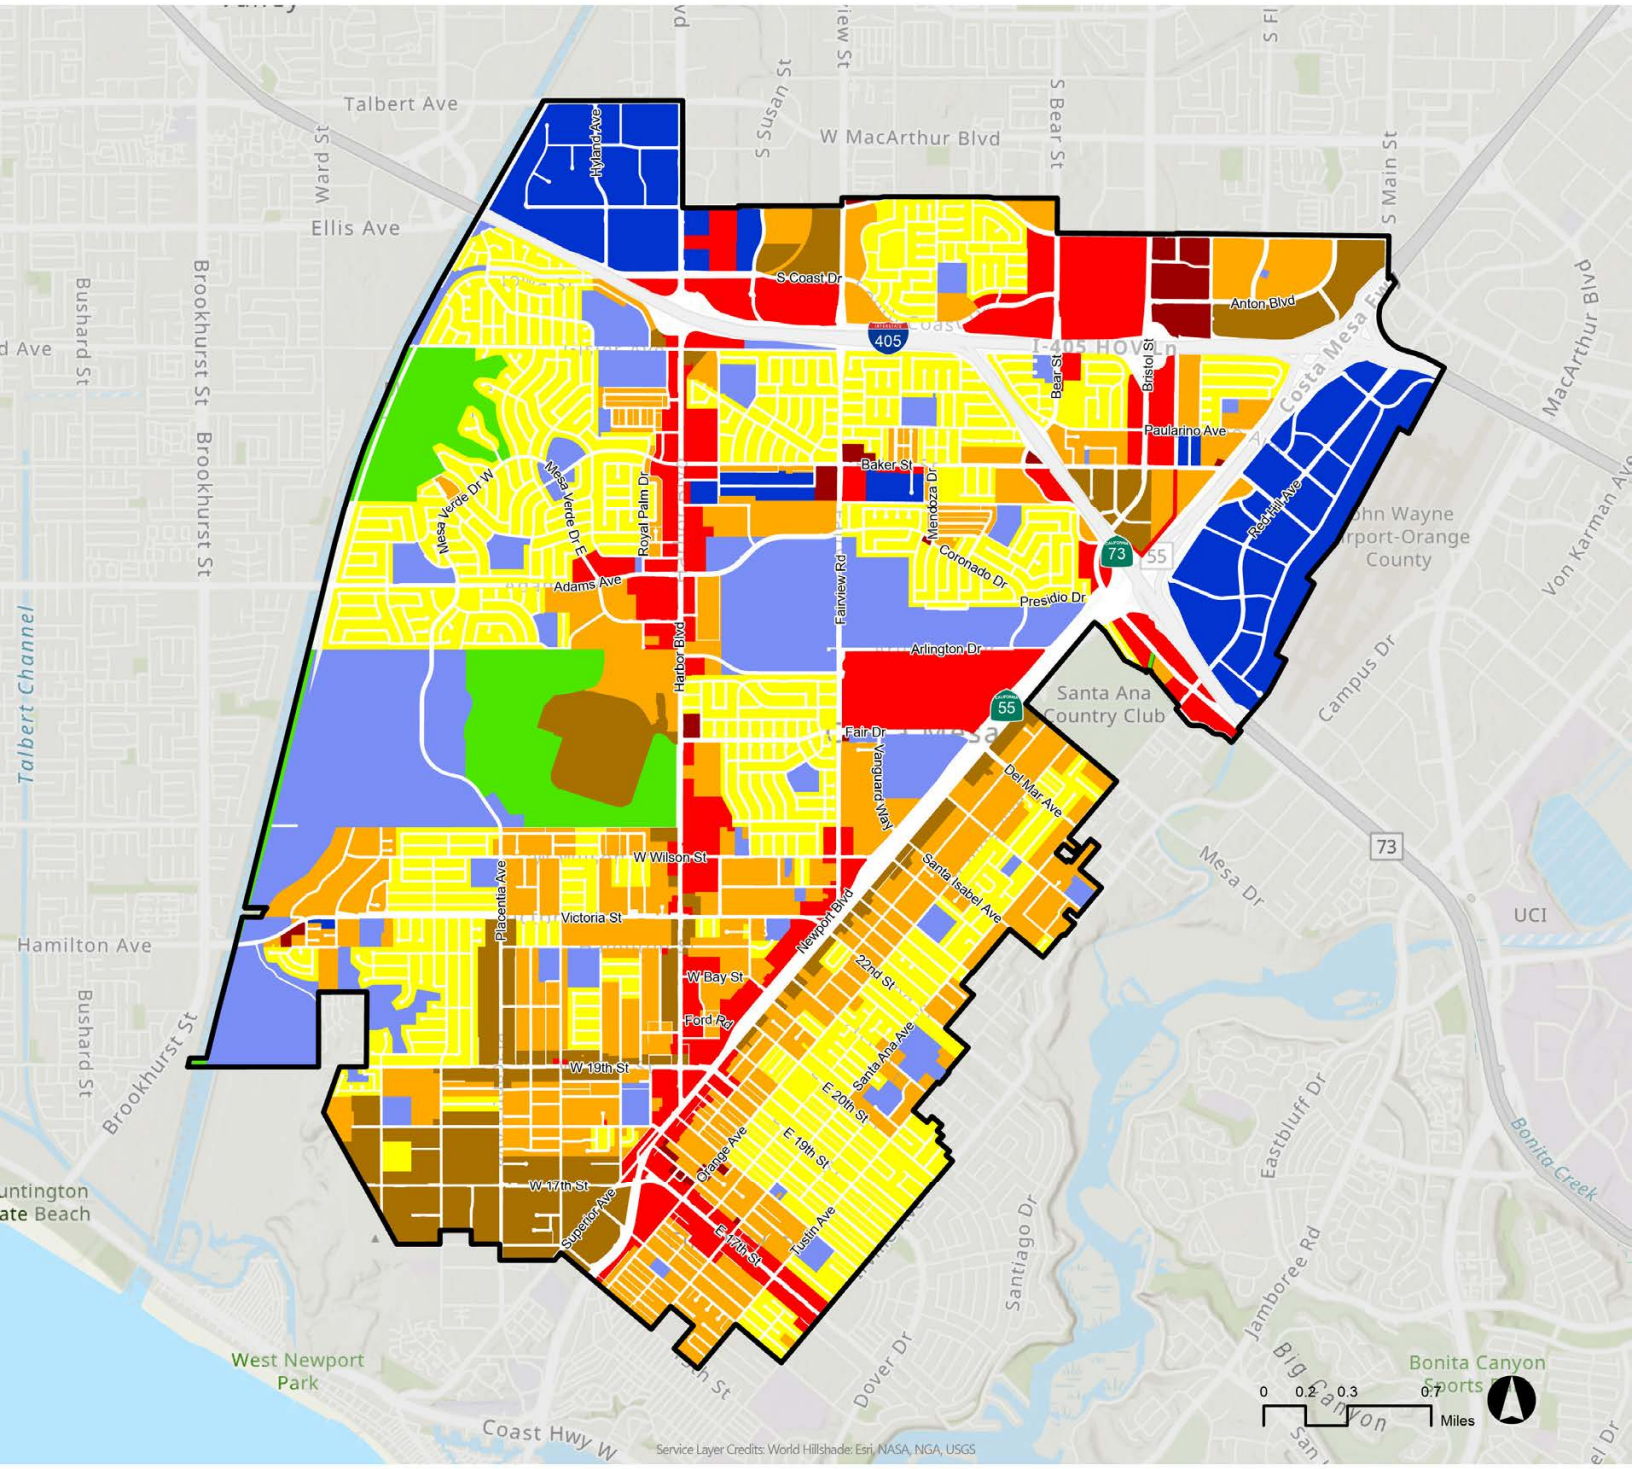 Valley
Talbert Ave
Ward St
Ellis Ave
Hyland Ave
S Susan St
W MacArthur Blvd
S Bear St
S Main St
Bushard St
Brookhurst St
Brookhurst St
S Coast Dr
Anton Blvd
INTERSTATE
405
I-405 HOV Ln
Costa Mesa Fwy
MacArthur Blvd
Bear St
Bristol St
Paularino Ave
Baker St
Mesa Verde Dr W
Mesa Verde Dr E
Royal Palm Dr
Mendoza Dr
Red Hill Ave
Von Karman Ave
John Wayne
Airport-Orange
County
CALIFORNIA
73
55
Coronado Dr
Adams Ave
Fairview Rd
Presidio Dr
Arlington Dr
Harbor Blvd
Talbert Channel
Campus Dr
Santa Ana
Country Club
CALIFORNIA
55
Fair Dr
Vanguard Way
Del Mar Ave
73
Mesa Dr
W Wilson St
Placentia Ave
Santa Isabel Ave
Newport Blvd
Victoria St
Hamilton Ave
UCI
22nd St
W Bay St
Ford Rd
Bushard St
Brookhurst St
Santa Ana Ave
W 19th St
E 20th St
E 19th St
Orange Ave
Eastbluff Dr
Bonita Creek
W 17th St
Superior Ave
E 17th St
Tustin Ave
Santiago Dr
Jamboree Rd
Dover Dr
West Newport
Park
Coast Hwy W
Big Canyon
Bonita Canyon
0 0.2 0.3 0.7
Miles
Service Layer Credits: World Hillshade: Esri, NASA, NGA, USGS